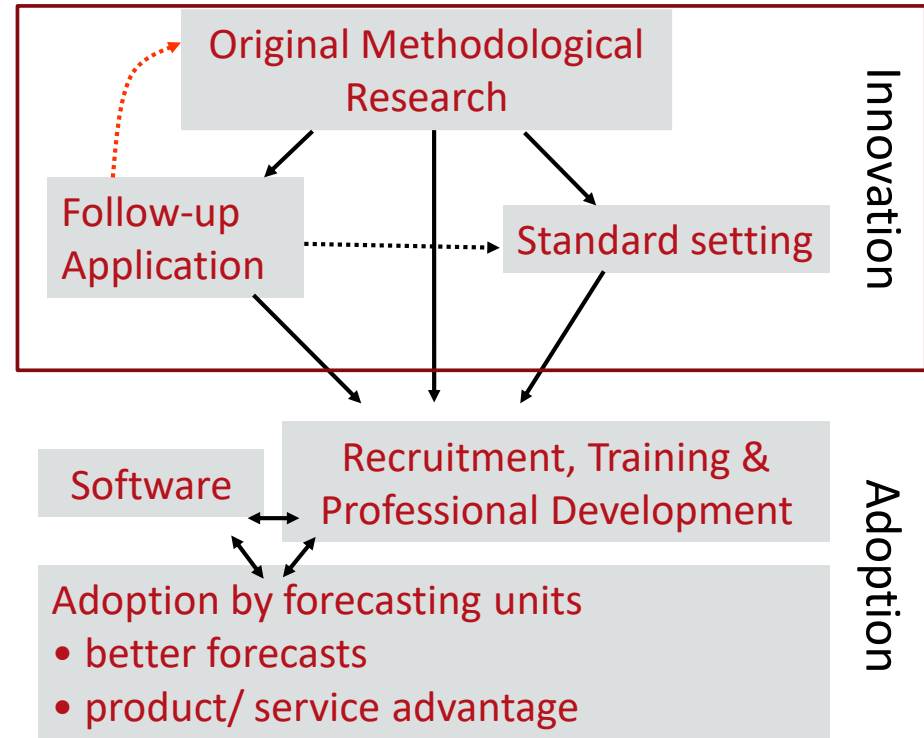 Original Methodological
Research
Innovation
Follow-up
Application
Standard setting
Software
Recruitment, Training &
Professional Development
Adoption
Adoption by forecasting units
• better forecasts
• product/ service advantage